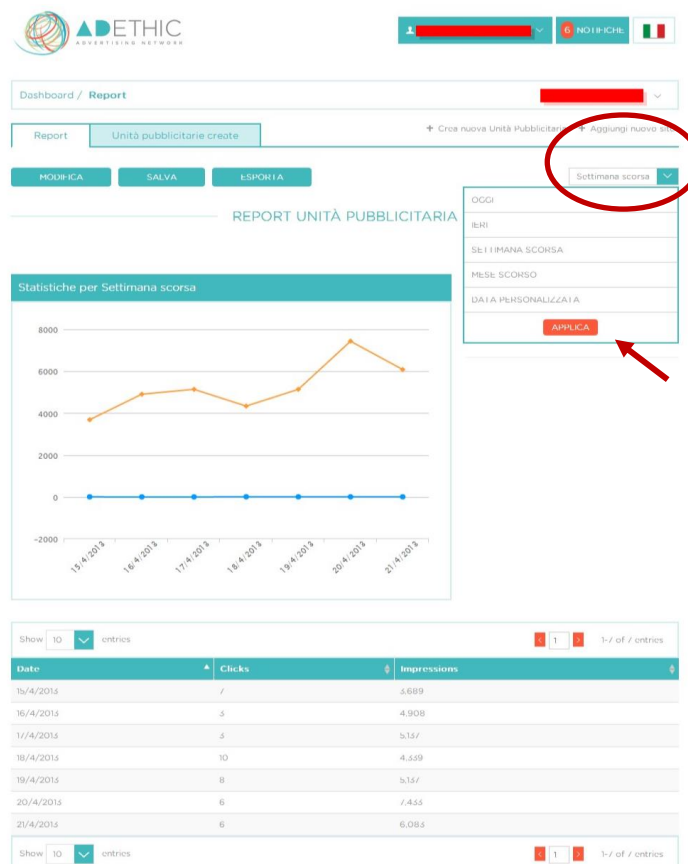 ADETHIC
ADVERTISING NETWORK
6 NOTIFICHE
Dashboard / Report
Report Unità pubblicitarie create + Crea nuova Unità Pubblicitaria + Aggiungi nuovo sito
MODIFICA SALVA ESPORTA Settimana scorsa
OGGI
REPORT UNITÀ PUBBLICITARIA
IERI
SETTIMANA SCORSA
MESE SCORSO
DATA PERSONALIZZATA
APPLICA
Statistiche per Settimana scorsa
8000
6000
4000
2000
0
-2000
15/4/2013 16/4/2013 17/4/2013 18/4/2013 19/4/2013 20/4/2013 21/4/2013
Show 10 entries 1 1-7 of 7 entries
Date Clicks Impressions
15/4/2013 7 3.689
16/4/2013 3 4.908
17/4/2013 3 5.137
18/4/2013 10 4.339
19/4/2013 8 5.137
20/4/2013 6 7.433
21/4/2013 6 6.083
Show 10 entries 1 1-7 of 7 entries